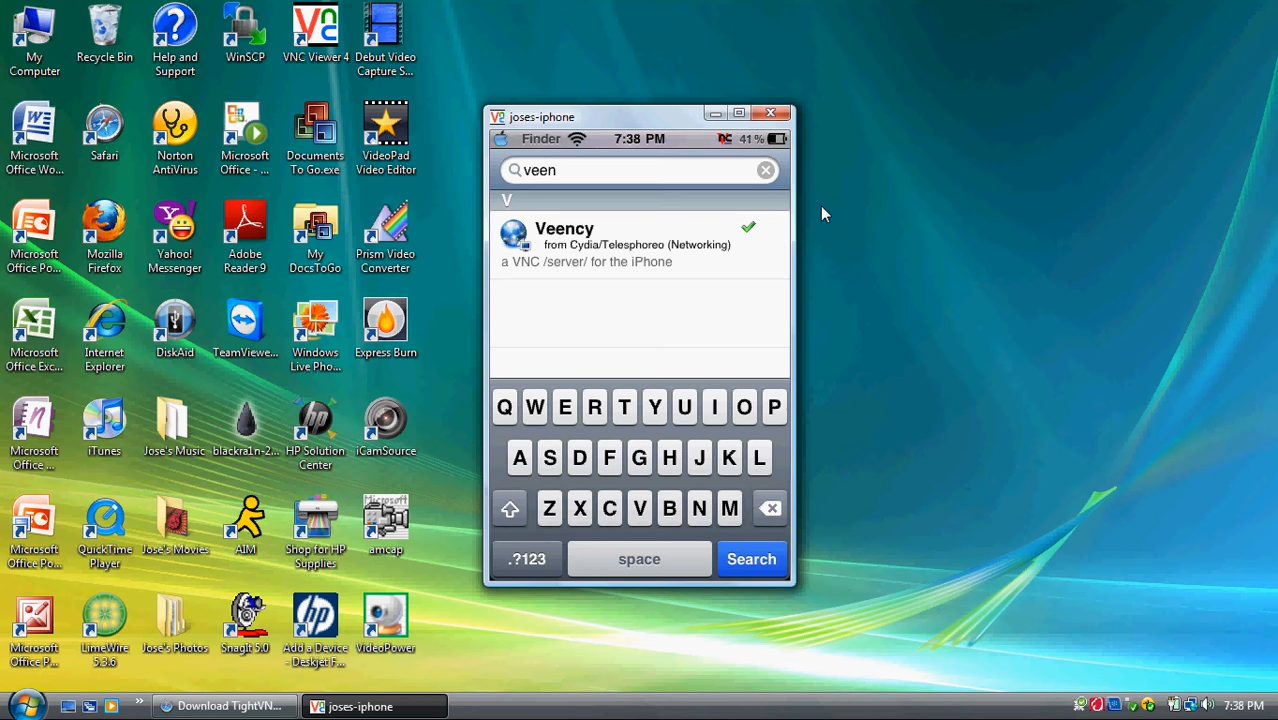 My
Computer
Recycle Bin
Help and
Support
WinSCP
VNC Viewer 4
Debut Video
Capture S...
Microsoft
Office Wo...
Safari
Norton
AntiVirus
Microsoft
Office - ...
Documents
To Go.exe
VideoPad
Video Editor
Microsoft
Office Po...
Mozilla
Firefox
Yahoo!
Messenger
Adobe
Reader 9
My
DocsToGo
Prism Video
Converter
Microsoft
Office Exc...
Internet
Explorer
DiskAid
TeamViewe...
Windows
Live Pho...
Express Burn
Microsoft
Office ...
iTunes
Jose's Music
blackra1n-2...
HP Solution
Center
iCamSource
Microsoft
Office Po...
QuickTime
Player
Jose's Movies
AIM
Shop for HP
Supplies
Microsoft
amcap
Microsoft
Office P...
LimeWire
5.3.6
Jose's Photos
SnagIt 5.0
Add a Device
- Deskjet F...
VideoPower
joses-iphone
Finder 7:38 PM 41%
veen
V
Veency
from Cydia/Telesphoreo (Networking)
a VNC /server/ for the iPhone
Q W E R T Y U I O P
A S D F G H J K L
Z X C V B N M
.?123 space Search
Download TightVN... joses-iphone 7:38 PM